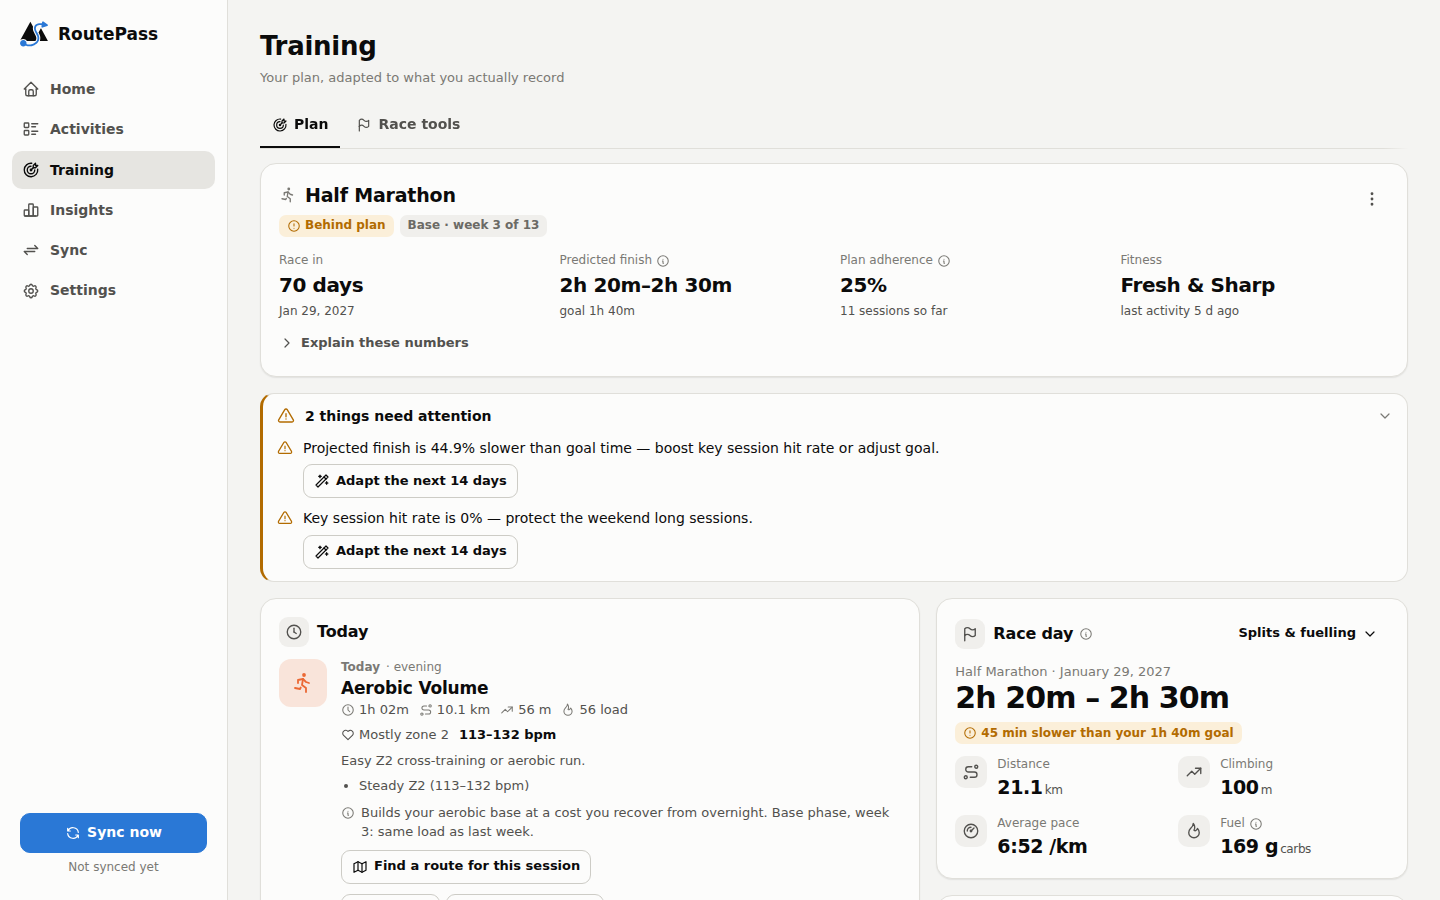 RoutePass
Home
Activities
Training
Insights
Sync
Settings
Sync now
Not synced yet
Training
Your plan, adapted to what you actually record
Plan
Race tools
Half Marathon
Behind plan
Base · week 3 of 13
Race in
70 days
Jan 29, 2027
Predicted finish
2h 20m–2h 30m
goal 1h 40m
Plan adherence
25%
11 sessions so far
Fitness
Fresh & Sharp
last activity 5 d ago
Explain these numbers
2 things need attention
Projected finish is 44.9% slower than goal time — boost key session hit rate or adjust goal.
Adapt the next 14 days
Key session hit rate is 0% — protect the weekend long sessions.
Adapt the next 14 days
Today
Today · evening
Aerobic Volume
1h 02m 10.1 km 56 m 56 load
Mostly zone 2 113–132 bpm
Easy Z2 cross-training or aerobic run.
• Steady Z2 (113–132 bpm)
Builds your aerobic base at a cost you recover from overnight. Base phase, week
3: same load as last week.
Find a route for this session
Race day
Splits & fuelling
Half Marathon · January 29, 2027
2h 20m – 2h 30m
45 min slower than your 1h 40m goal
Distance
21.1 km
Climbing
100 m
Average pace
6:52 /km
Fuel
169 g carbs